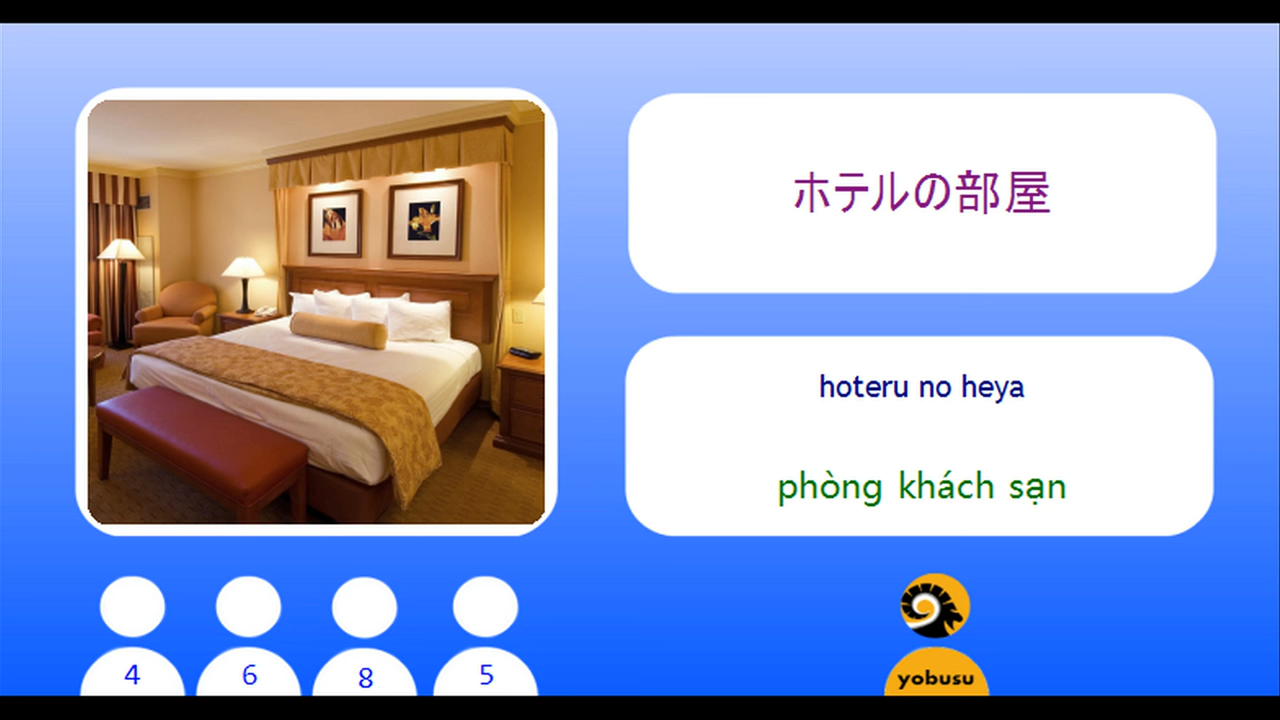 ホテルの部屋
hoteru no heya
phòng khách sạn
4
6
8
5
yobusu